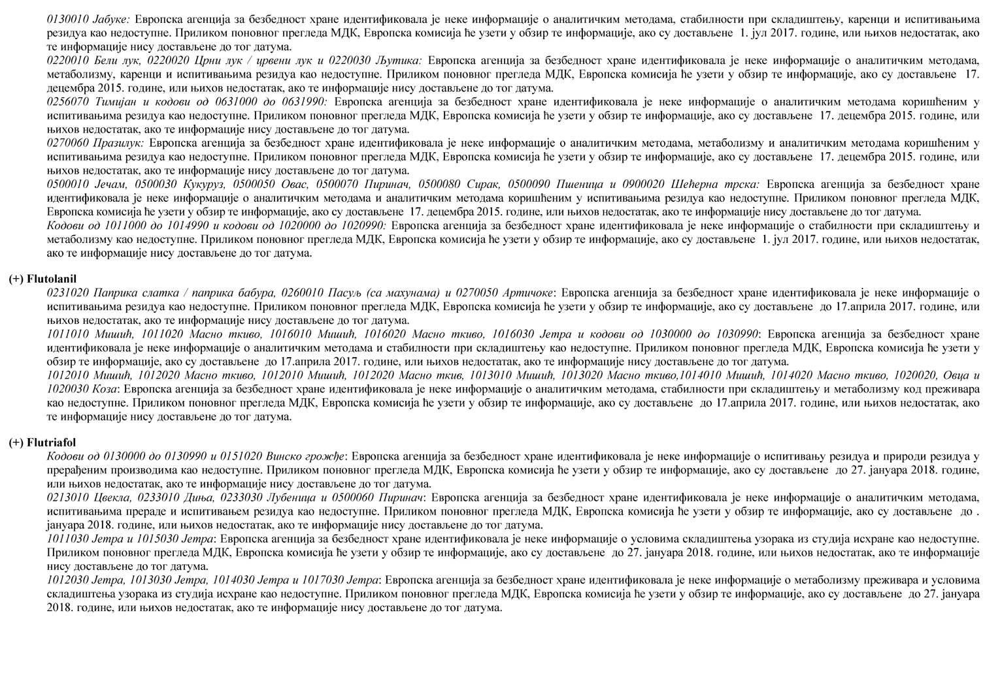 0130010 Јабуке: Европска агенција за безбедност хране идентификовала је неке информације о аналитичким методама, стабилности при складиштењу, каренци и испитивањима
резидуа као недоступне. Приликом поновног прегледа МДК, Европска комисија ће узети у обзир те информације, ако су достављене 1. јул 2017. године, или њихов недостатак, ако
те информације нису достављене до тог датума.
0220010 Бели лук, 0220020 Црни лук / црвени лук и 0220030 Љутика: Европска агенција за безбедност хране идентификовала је неке информације о аналитичким методама,
метаболизму, каренци и испитивањима резидуа као недоступне. Приликом поновног прегледа МДК, Европска комисија ће узети у обзир те информације, ако су достављене 17.
децембра 2015. године, или њихов недостатак, ако те информације нису достављене до тог датума.
0256070 Тимијан и кодови од 0631000 до 0631990: Европска агенција за безбедност хране идентификовала је неке информације о аналитичким методама коришћеним у
испитивањима резидуа као недоступне. Приликом поновног прегледа МДК, Европска комисија ће узети у обзир те информације, ако су достављене 17. децембра 2015. године, или
њихов недостатак, ако те информације нису достављене до тог датума.
0270060 Празилук: Европска агенција за безбедност хране идентификовала је неке информације о аналитичким методама, метаболизму и аналитичким методама коришћеним у
испитивањима резидуа као недоступне. Приликом поновног прегледа МДК, Европска комисија ће узети у обзир те информације, ако су достављене 17. децембра 2015. године, или
њихов недостатак, ако те информације нису достављене до тог датума.
0500010 Јечам, 0500030 Кукуруз, 0500050 Овас, 0500070 Пиринач, 0500080 Сирак, 0500090 Пшеница и 0900020 Шећерна трска: Европска агенција за безбедност хране
идентификовала је неке информације о аналитичким методама и аналитичким методама коришћеним у испитивањима резидуа као недоступне. Приликом поновног прегледа МДК,
Европска комисија ће узети у обзир те информације, ако су достављене 17. децембра 2015. године, или њихов недостатак, ако те информације нису достављене до тог датума.
Кодови од 1011000 до 1014990 и кодови од 1020000 до 1020990: Европска агенција за безбедност хране идентификовала је неке информације о стабилности при складиштењу и
метаболизму као недоступне. Приликом поновног прегледа МДК, Европска комисија ће узети у обзир те информације, ако су достављене 1. јул 2017. године, или њихов недостатак,
ако те информације нису достављене до тог датума.
(+) Flutolanil
0231020 Паприка слатка / паприка бабура, 0260010 Пасуљ (са махунама) и 0270050 Артичоке: Европска агенција за безбедност хране идентификовала је неке информације о
испитивањима резидуа као недоступне. Приликом поновног прегледа МДК, Европска комисија ће узети у обзир те информације, ако су достављене до 17.априла 2017. године, или
њихов недостатак, ако те информације нису достављене до тог датума.
1011010 Мишић, 1011020 Масно ткиво, 1016010 Мишић, 1016020 Масно ткиво, 1016030 Јетра и кодови од 1030000 до 1030990: Европска агенција за безбедност хране
идентификовала је неке информације о аналитичким методама и стабилности при складиштењу као недоступне. Приликом поновног прегледа МДК, Европска комисија ће узети у
обзир те информације, ако су достављене до 17.априла 2017. године, или њихов недостатак, ако те информације нису достављене до тог датума.
1012010 Мишић, 1012020 Масно ткиво, 1012010 Мишић, 1012020 Масно ткив, 1013010 Мишић, 1013020 Масно ткиво,1014010 Мишић, 1014020 Масно ткиво, 1020020, Овца и
1020030 Коза: Европска агенција за безбедност хране идентификовала је неке информације о аналитичким методама, стабилности при складиштењу и метаболизму код преживара
као недоступне. Приликом поновног прегледа МДК, Европска комисија ће узети у обзир те информације, ако су достављене до 17.априла 2017. године, или њихов недостатак, ако
те информације нису достављене до тог датума.
(+) Flutriafol
Кодови од 0130000 до 0130990 и 0151020 Винско грожђе: Европска агенција за безбедност хране идентификовала је неке информације о испитивању резидуа и природи резидуа у
прерађеним производима као недоступне. Приликом поновног прегледа МДК, Европска комисија ће узети у обзир те информације, ако су достављене до 27. јануара 2018. године,
или њихов недостатак, ако те информације нису достављене до тог датума.
0213010 Цвекла, 0233010 Диња, 0233030 Лубеница и 0500060 Пиринач: Европска агенција за безбедност хране идентификовала је неке информације о аналитичким методама,
испитивањима прераде и испитивањем резидуа као недоступне. Приликом поновног прегледа МДК, Европска комисија ће узети у обзир те информације, ако су достављене до .
јануара 2018. године, или њихов недостатак, ако те информације нису достављене до тог датума.
1011030 Јетра и 1015030 Јетра: Европска агенција за безбедност хране идентификовала је неке информације о условима складиштења узорака из студија исхране као недоступне.
Приликом поновног прегледа МДК, Европска комисија ће узети у обзир те информације, ако су достављене до 27. јануара 2018. године, или њихов недостатак, ако те информације
нису достављене до тог датума.
1012030 Јетра, 1013030 Јетра, 1014030 Јетра и 1017030 Јетра: Европска агенција за безбедност хране идентификовала је неке информације о метаболизму преживара и условима
складиштења узорака из студија исхране као недоступне. Приликом поновног прегледа МДК, Европска комисија ће узети у обзир те информације, ако су достављене до 27. јануара
2018. године, или њихов недостатак, ако те информације нису достављене до тог датума.